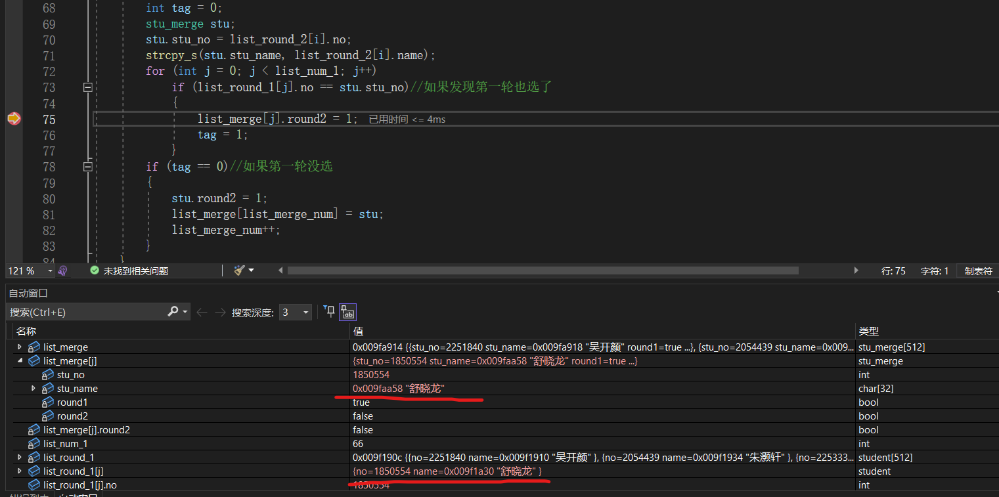 68 int tag = 0;
69 stu_merge stu;
70 stu.stu_no = list_round_2[i].no;
71 strcpy_s(stu.stu_name, list_round_2[i].name);
72 for (int j = 0; j < list_num_1; j++)
73 if (list_round_1[j].no == stu.stu_no)//如果发现第一轮也选了
74 {
75 list_merge[j].round2 = 1; 已用时间 <= 4ms
76 tag = 1;
77 }
78 if (tag == 0)//如果第一轮没选
79 {
80 stu.round2 = 1;
81 list_merge[list_merge_num] = stu;
82 list_merge_num++;
83 }
84 }
121 % 未找到相关问题 行: 75 字符: 1 制表符
自动窗口
搜索(Ctrl+E) 搜索深度: 3
名称 值 类型
list_merge 0x009fa914 {{stu_no=2251840 stu_name=0x009fa918 "吴开颜" round1=true ...}, {stu_no=2054439 stu_name=0x009... stu_merge[512]
list_merge[j] {stu_no=1850554 stu_name=0x009faa58 "舒晓龙" round1=true ...} stu_merge
stu_no 1850554 int
stu_name 0x009faa58 "舒晓龙" char[32]
round1 true bool
round2 false bool
list_merge[j].round2 false bool
list_num_1 66 int
list_round_1 0x009f190c {{no=2251840 name=0x009f1910 "吴开颜" }, {no=2054439 name=0x009f1934 "朱灏轩" }, {no=225333... student[512]
list_round_1[j] {no=1850554 name=0x009f1a30 "舒晓龙" } student
list_round_1[j].no 1850554 int